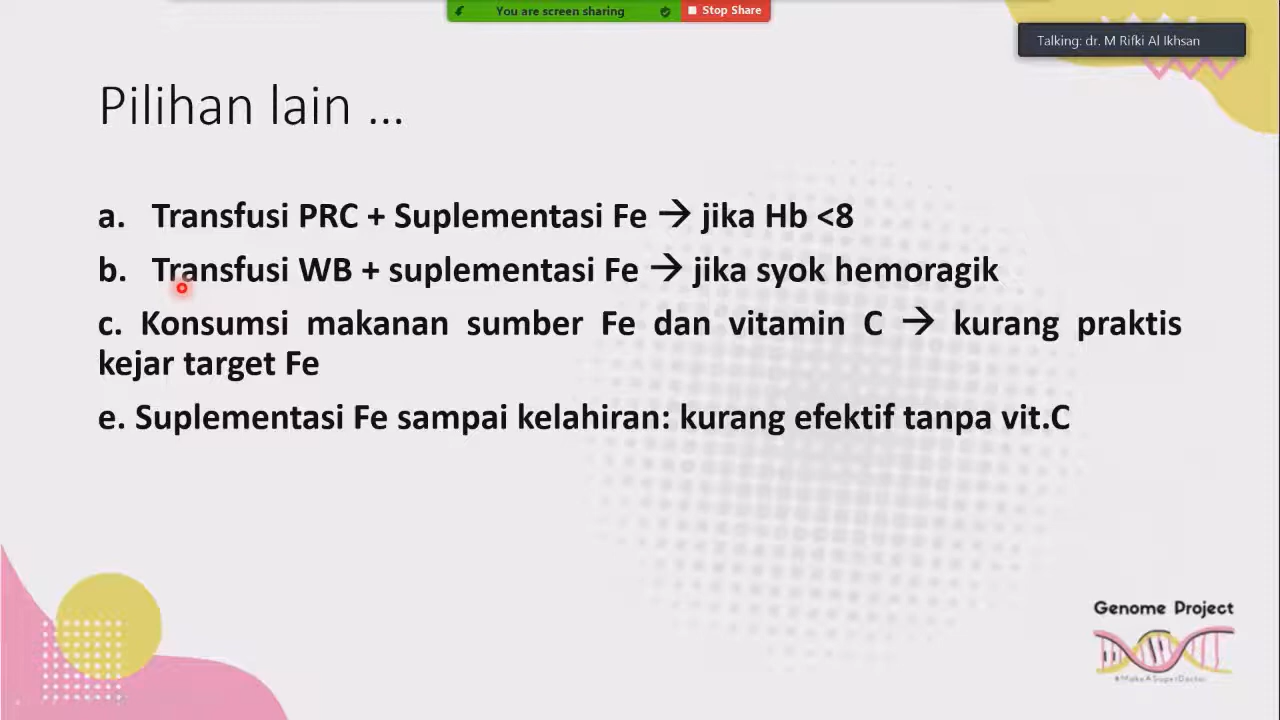 You are screen sharing
Stop Share
Talking: dr. M Rifki Al Ikhsan
Pilihan lain ...
a. Transfusi PRC + Suplementasi Fe → jika Hb <8
b. Transfusi WB + suplementasi Fe → jika syok hemoragik
c. Konsumsi makanan sumber Fe dan vitamin C → kurang praktis
kejar target Fe
e. Suplementasi Fe sampai kelahiran: kurang efektif tanpa vit.C
Genome Project
#MakeASuperDoctor